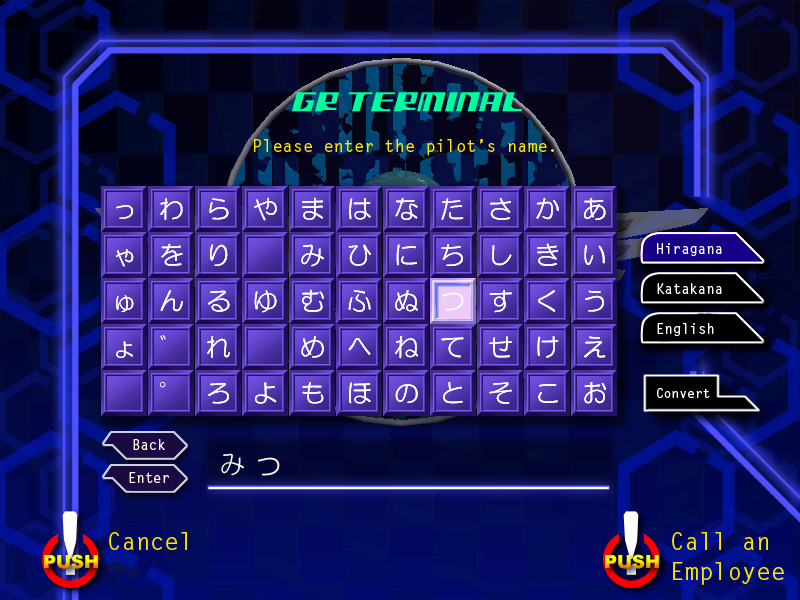 GR TERMINAL
Please enter the pilot's name.
っ わ ら や ま は な た さ か あ
ゃ を り み ひ に ち し き い
ゅ ん る ゆ む ふ ぬ つ す く う
ょ ゛ れ め へ ね て せ け え
゜ ろ よ も ほ の と そ こ お
Hiragana
Katakana
English
Convert
Back
Enter
みつ
PUSH
Cancel
PUSH
Call an
Employee